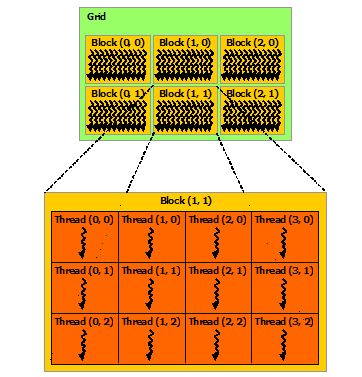 Grid
Block (0, 0) Block (1, 0) Block (2, 0)
Block (0, 1) Block (1, 1) Block (2, 1)
Block (1, 1)
Thread (0, 0) Thread (1, 0) Thread (2, 0) Thread (3, 0)
Thread (0, 1) Thread (1, 1) Thread (2, 1) Thread (3, 1)
Thread (0, 2) Thread (1, 2) Thread (2, 2) Thread (3, 2)